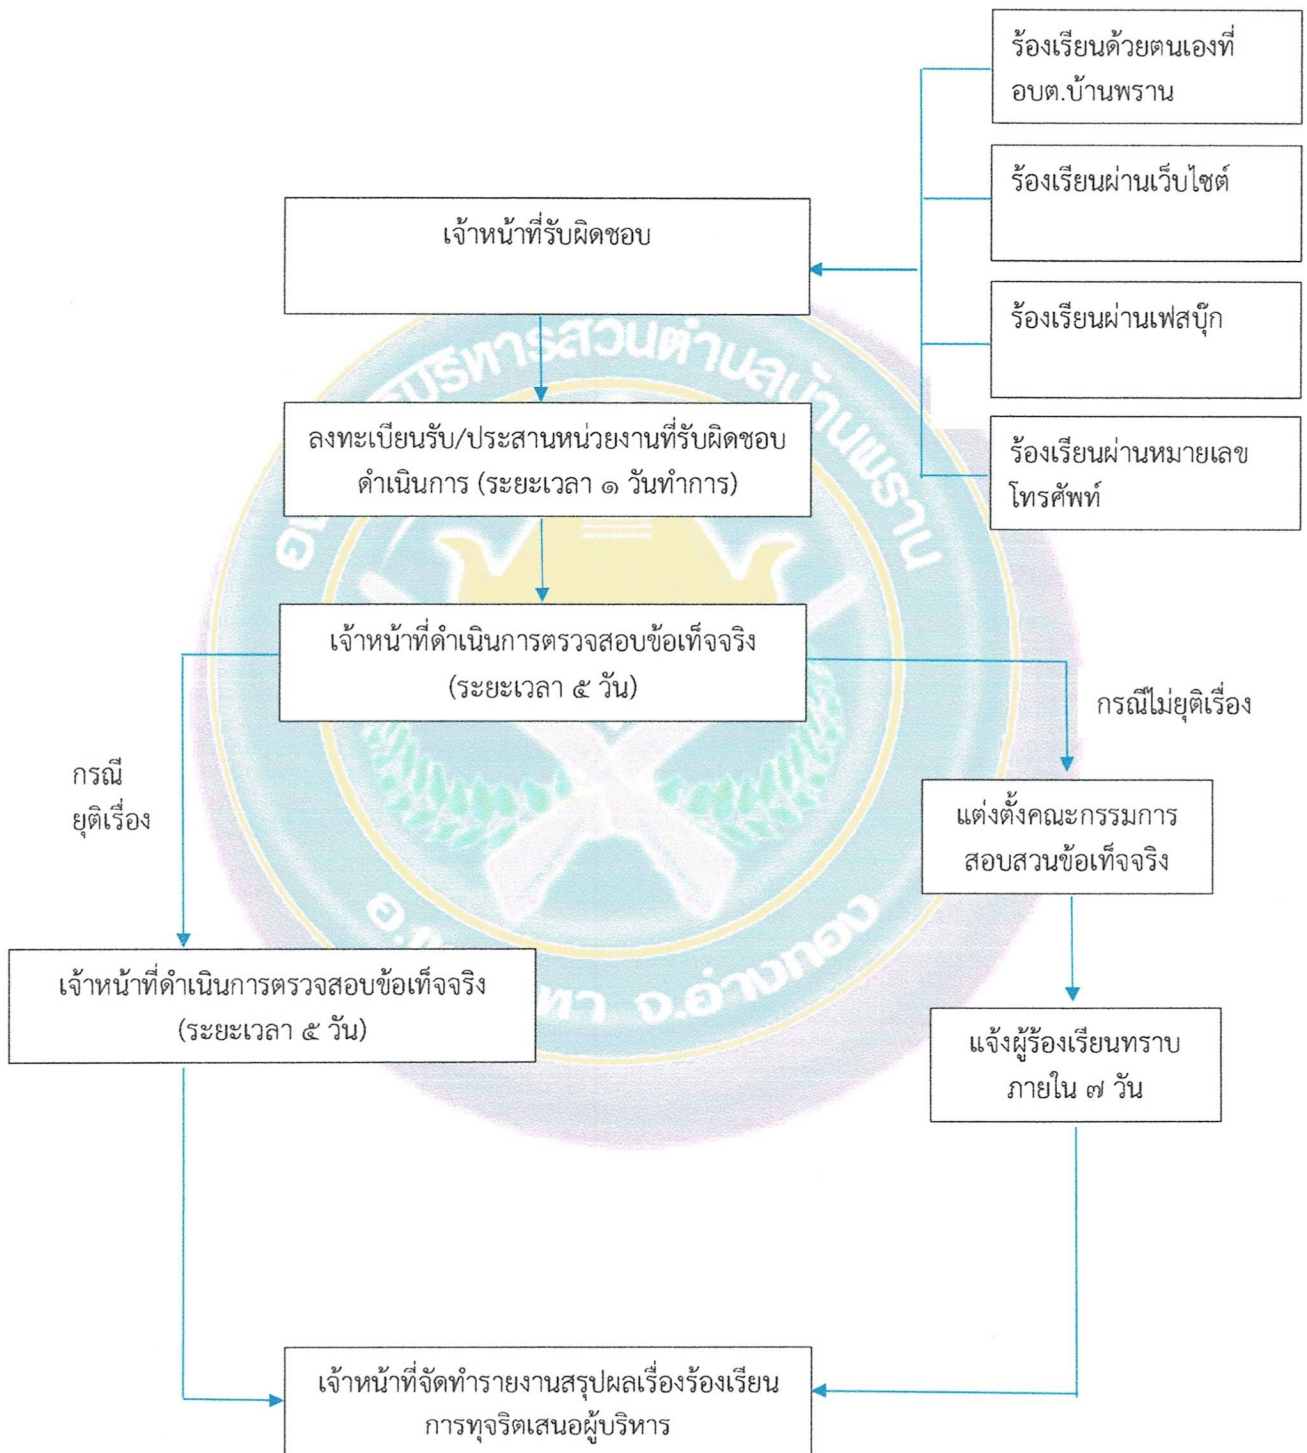 ร้องเรียนด้วยตนเองที่
อบต.บ้านพราน
ร้องเรียนผ่านเว็บไซต์
เจ้าหน้าที่รับผิดชอบ
ร้องเรียนผ่านเฟสบุ๊ก
ร้องเรียนผ่านหมายเลข
โทรศัพท์
ลงทะเบียนรับ/ประสานหน่วยงานที่รับผิดชอบ
ดำเนินการ (ระยะเวลา ๑ วันทำการ)
เจ้าหน้าที่ดำเนินการตรวจสอบข้อเท็จจริง
(ระยะเวลา ๕ วัน)
กรณีไม่ยุติเรื่อง
กรณี
ยุติเรื่อง
แต่งตั้งคณะกรรมการ
สอบสวนข้อเท็จจริง
เจ้าหน้าที่ดำเนินการตรวจสอบข้อเท็จจริง
(ระยะเวลา ๕ วัน)
แจ้งผู้ร้องเรียนทราบ
ภายใน ๗ วัน
เจ้าหน้าที่จัดทำรายงานสรุปผลเรื่องร้องเรียน
การทุจริตเสนอผู้บริหาร
จ.อ่างทอง